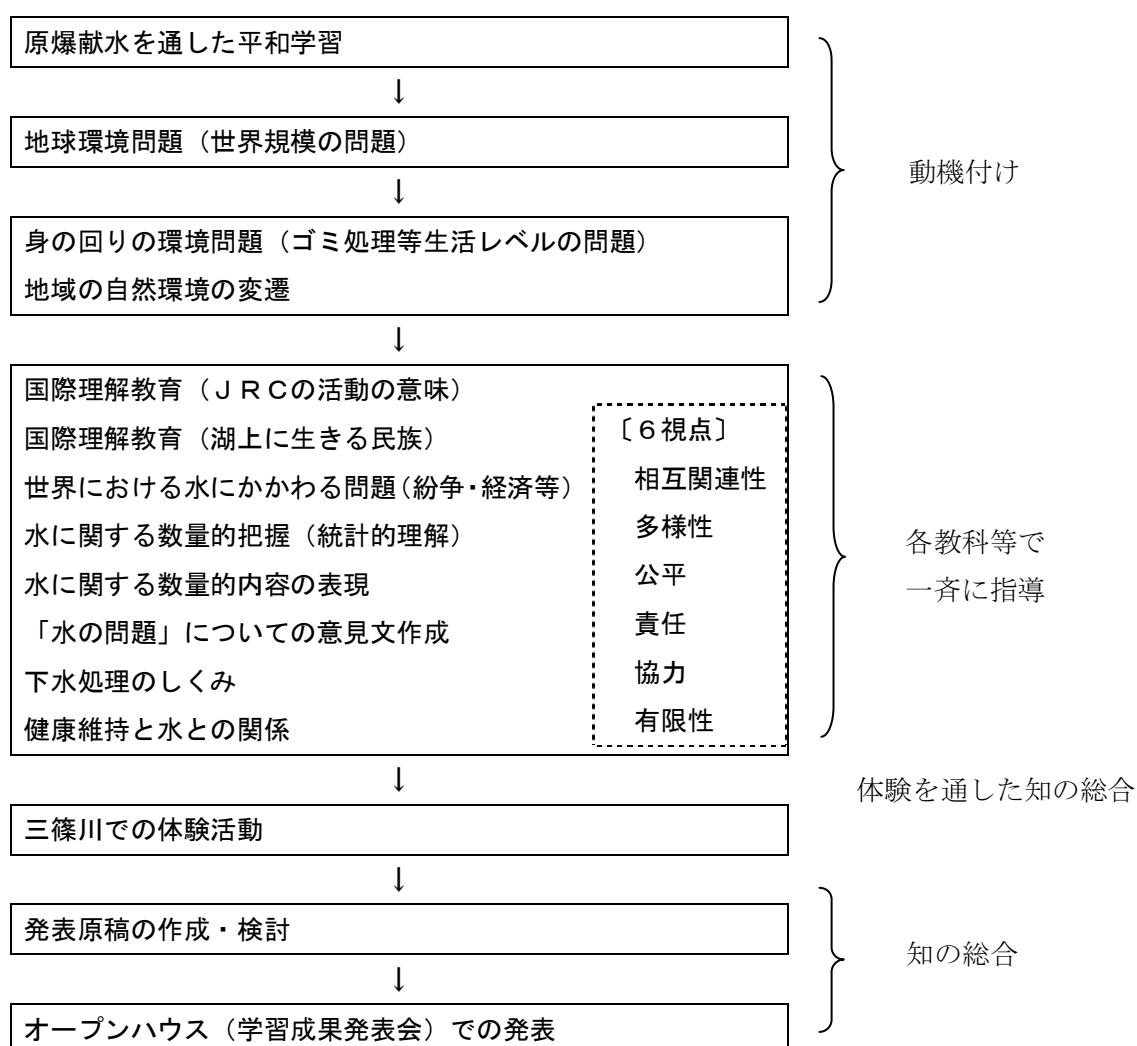 原爆献水を通した平和学習
↓
地球環境問題（世界規模の問題）
↓
身の回りの環境問題（ゴミ処理等生活レベルの問題）
地域の自然環境の変遷
動機付け
↓
国際理解教育（ＪＲＣの活動の意味）
国際理解教育（湖上に生きる民族）
世界における水にかかわる問題（紛争・経済等）
水に関する数量的把握（統計的理解）
水に関する数量的内容の表現
「水の問題」についての意見文作成
下水処理のしくみ
健康維持と水との関係
〔６視点〕
相互関連性
多様性
公平
責任
協力
有限性
各教科等で
一斉に指導
↓
体験を通した知の総合
三篠川での体験活動
↓
発表原稿の作成・検討
↓
オープンハウス（学習成果発表会）での発表
知の総合